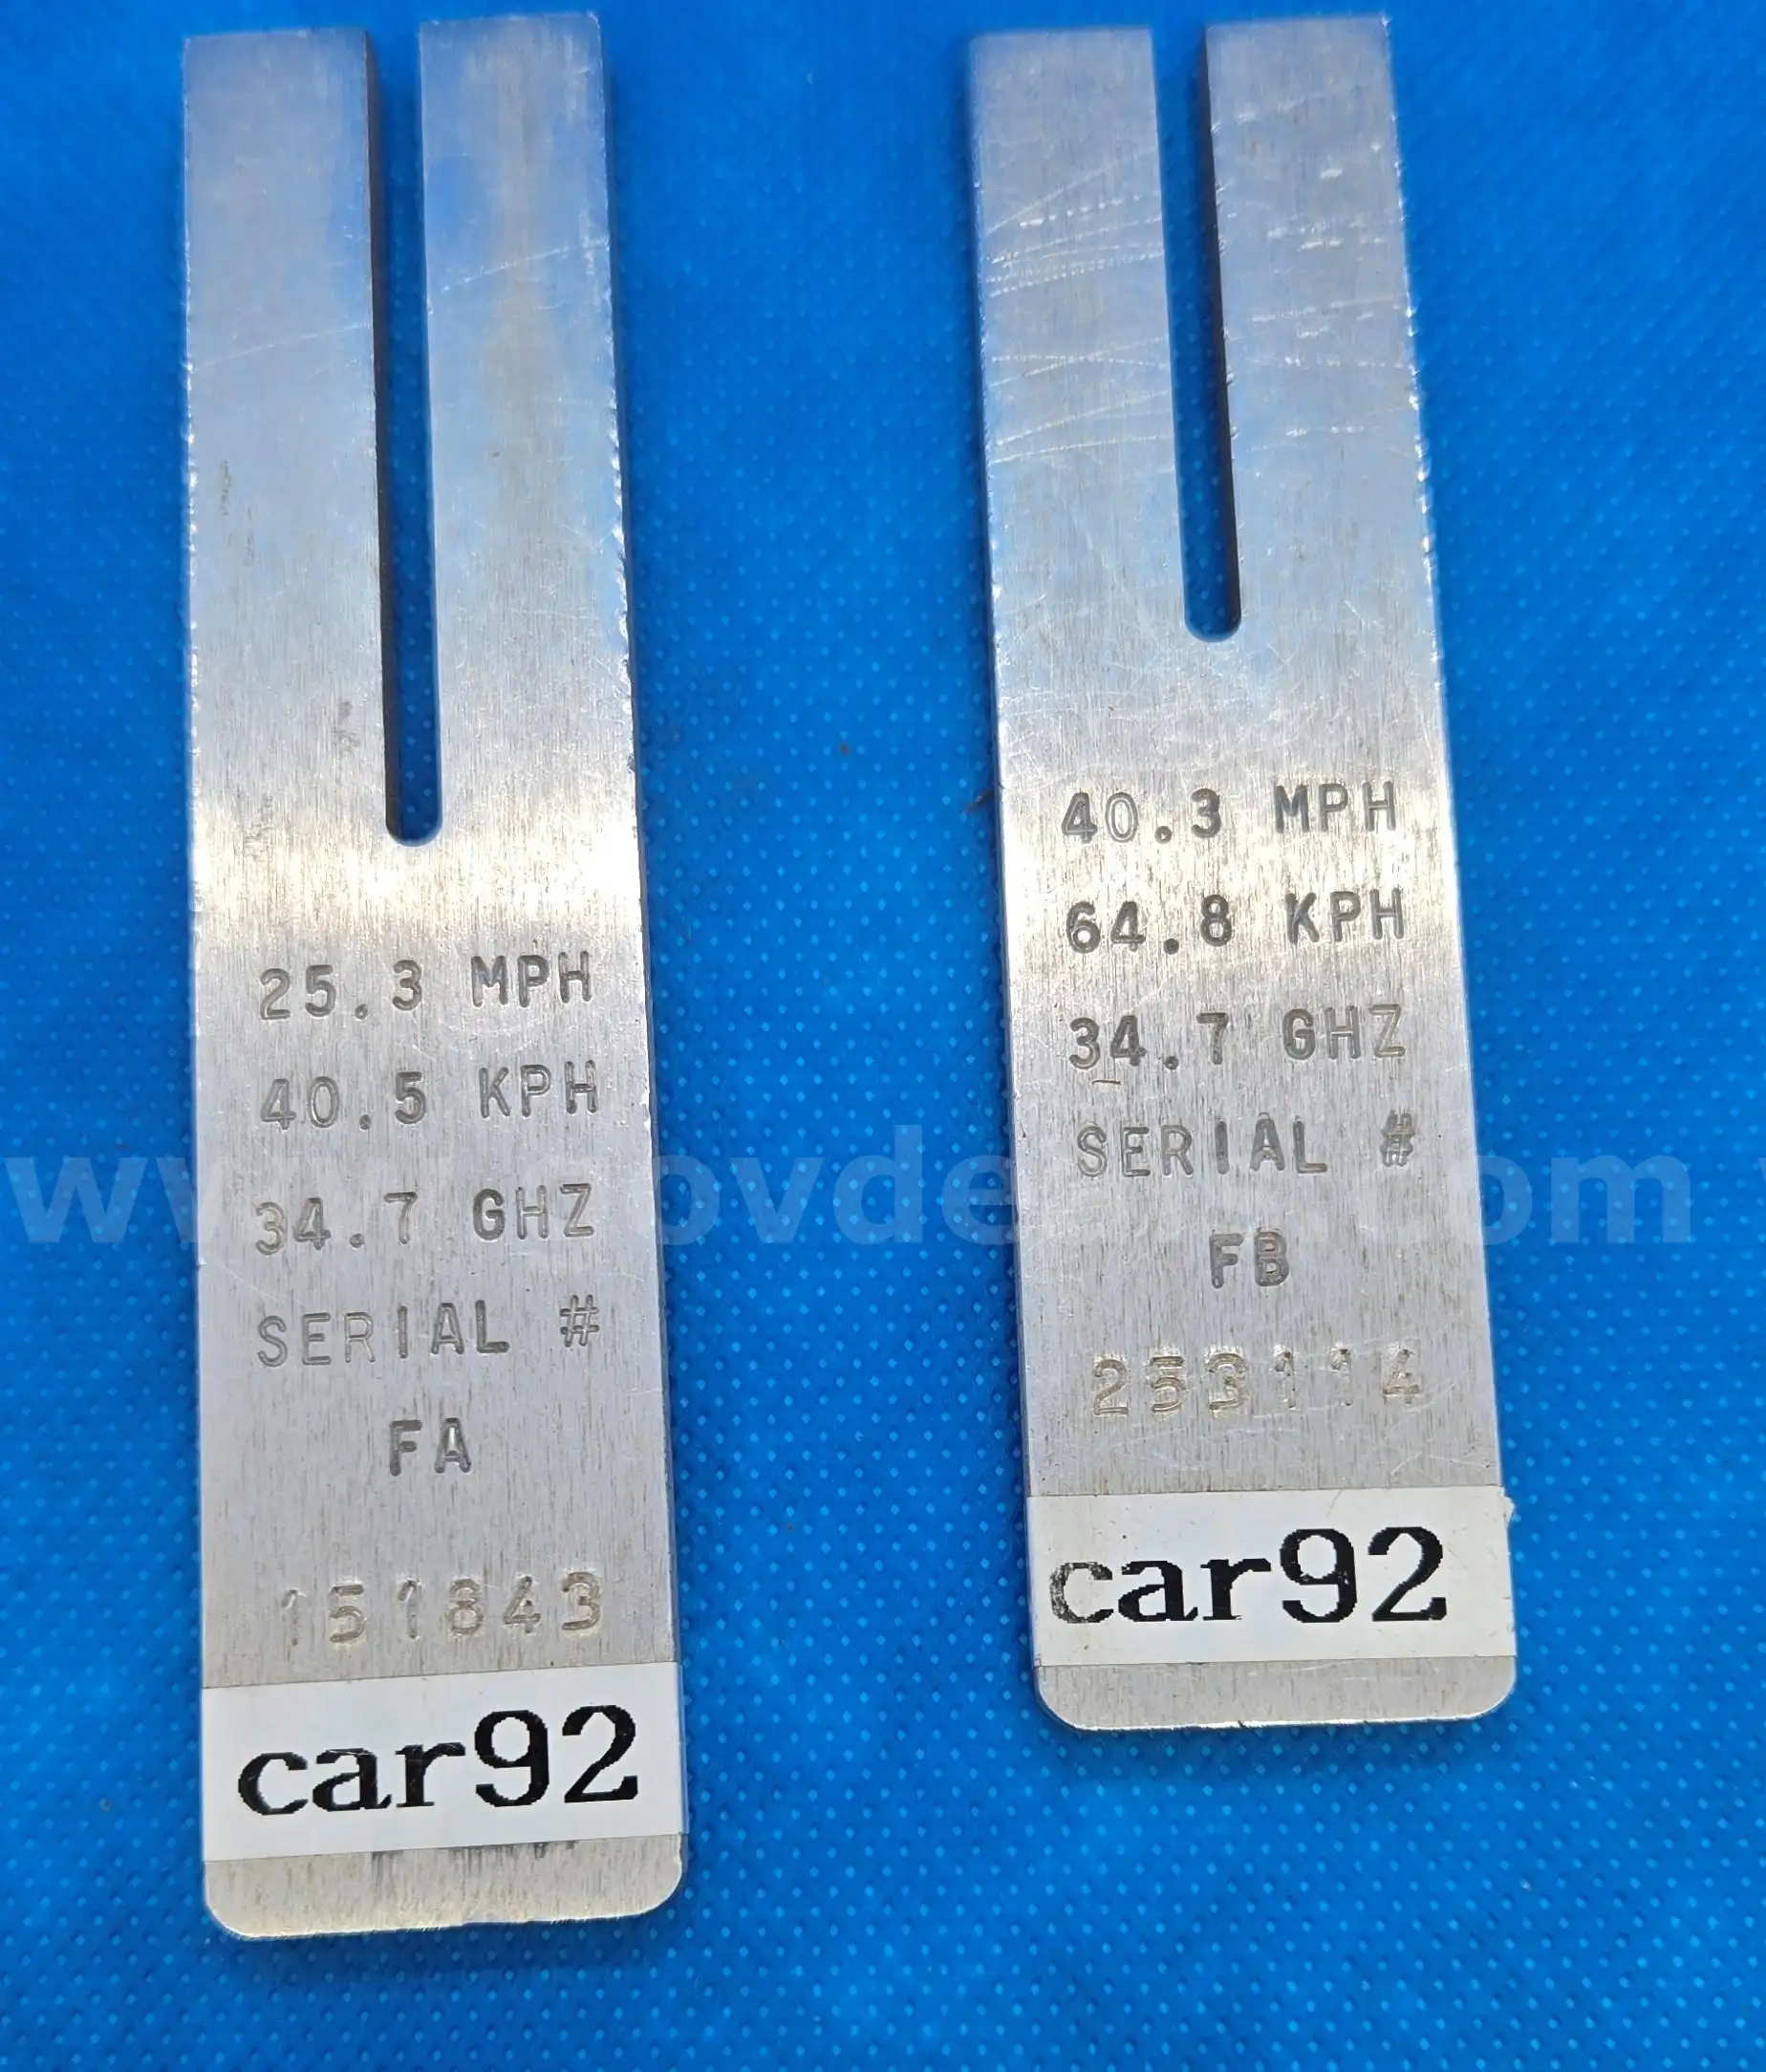 25.3 MPH
40.5 KPH
34.7 GHZ
SERIAL #
FA
151843
car92
40.3 MPH
64.8 KPH
34.7 GHZ
SERIAL #
FB
253114
car92